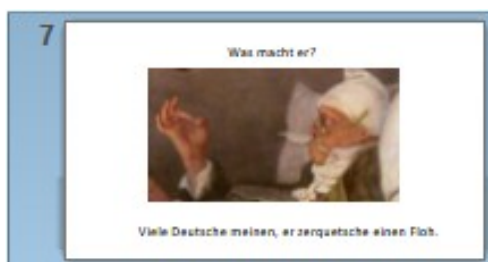 7
Was macht er?
Viele Deutsche meinen, er zerquetsche einen Floh.